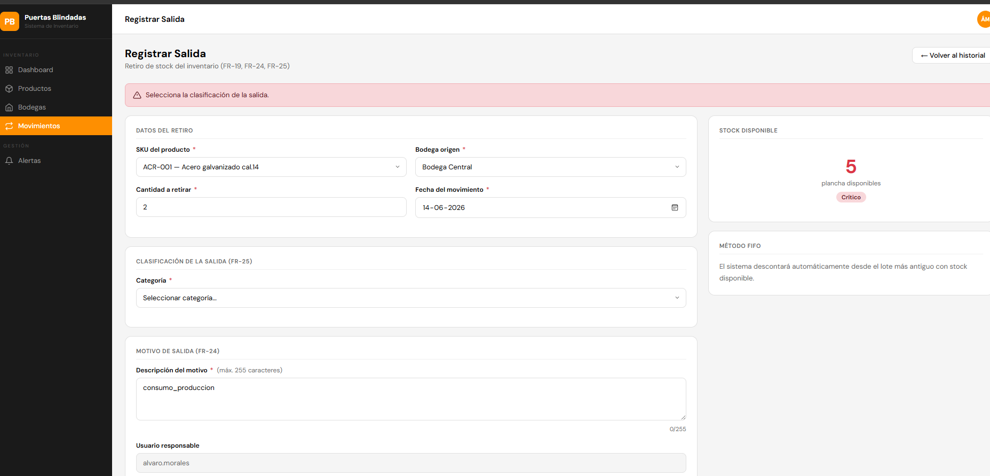 PB
Puertas Blindadas
Sistema de Inventario
INVENTARIO
Dashboard
Productos
Bodegas
Movimientos
GESTIÓN
Alertas
Registrar Salida
ÁM
Registrar Salida
Retiro de stock del inventario (FR-19, FR-24, FR-25)
← Volver al historial
Selecciona la clasificación de la salida.
DATOS DEL RETIRO
SKU del producto *
ACR-001 — Acero galvanizado cal.14
Bodega origen *
Bodega Central
Cantidad a retirar *
2
Fecha del movimiento *
14-06-2026
CLASIFICACIÓN DE LA SALIDA (FR-25)
Categoría *
Seleccionar categoría...
MOTIVO DE SALIDA (FR-24)
Descripción del motivo * (máx. 255 caracteres)
consumo_produccion
0/255
Usuario responsable
alvaro.morales
STOCK DISPONIBLE
5
plancha disponibles
Crítico
MÉTODO FIFO
El sistema descontará automáticamente desde el lote más antiguo con stock
disponible.